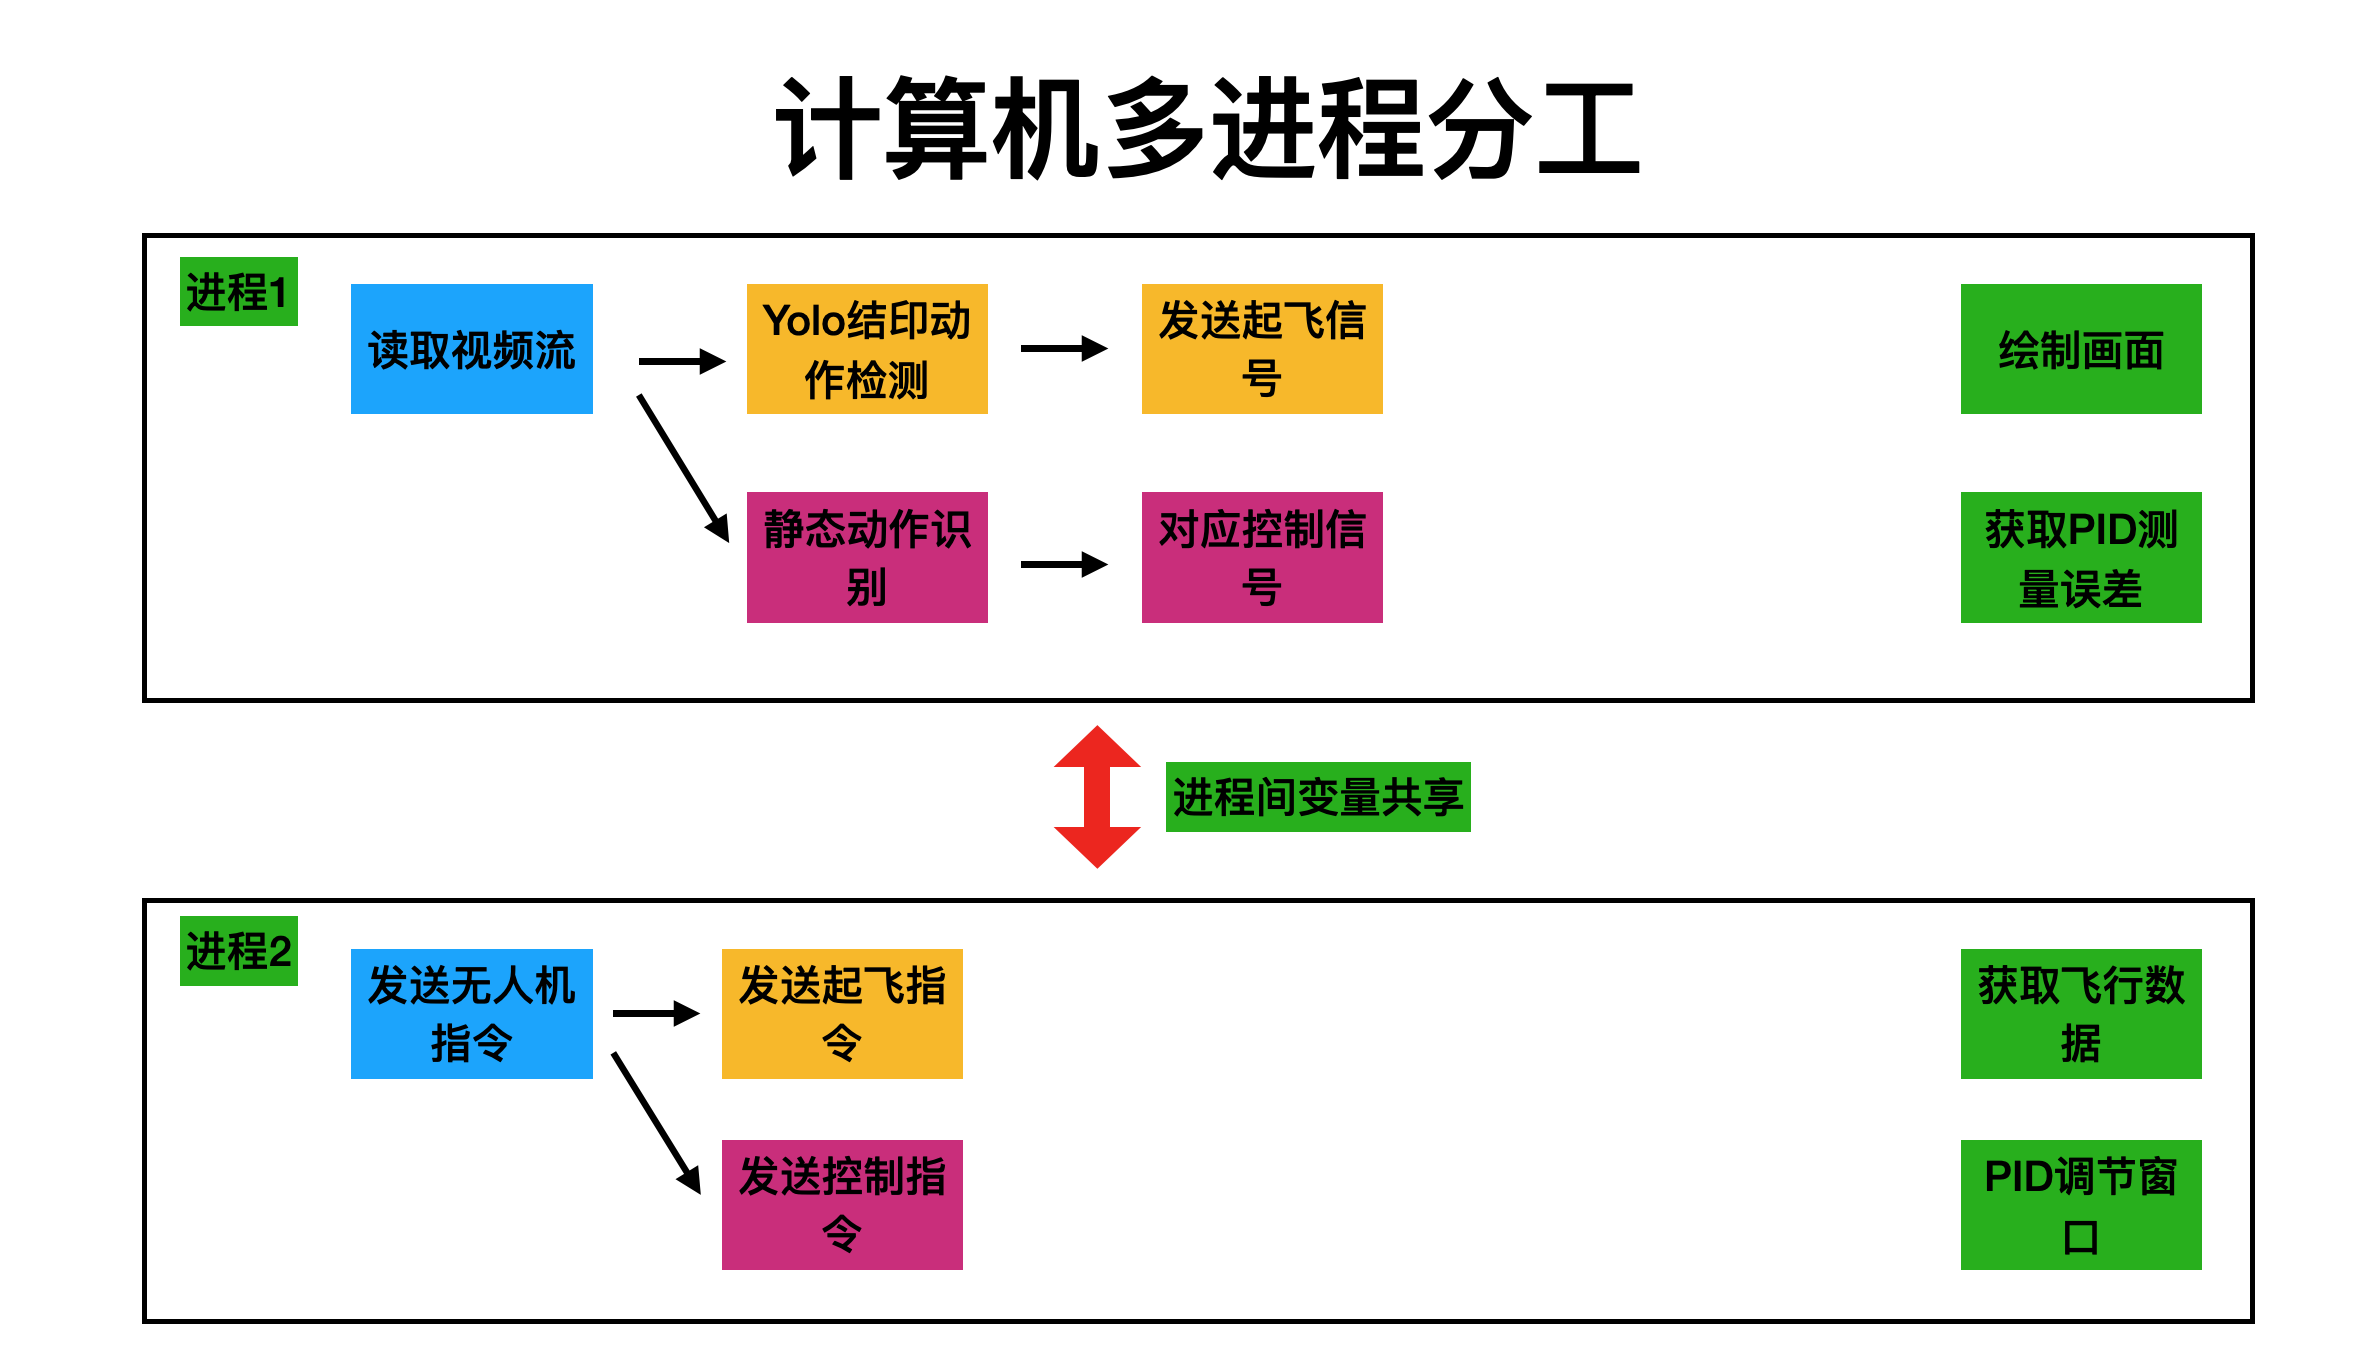 计算机多进程分工
进程1
读取视频流
Yolo结印动
作检测
发送起飞信
号
绘制画面
静态动作识
别
对应控制信
号
获取PID测
量误差
进程间变量共享
进程2
发送无人机
指令
发送起飞指
令
获取飞行数
据
发送控制指
令
PID调节窗
口